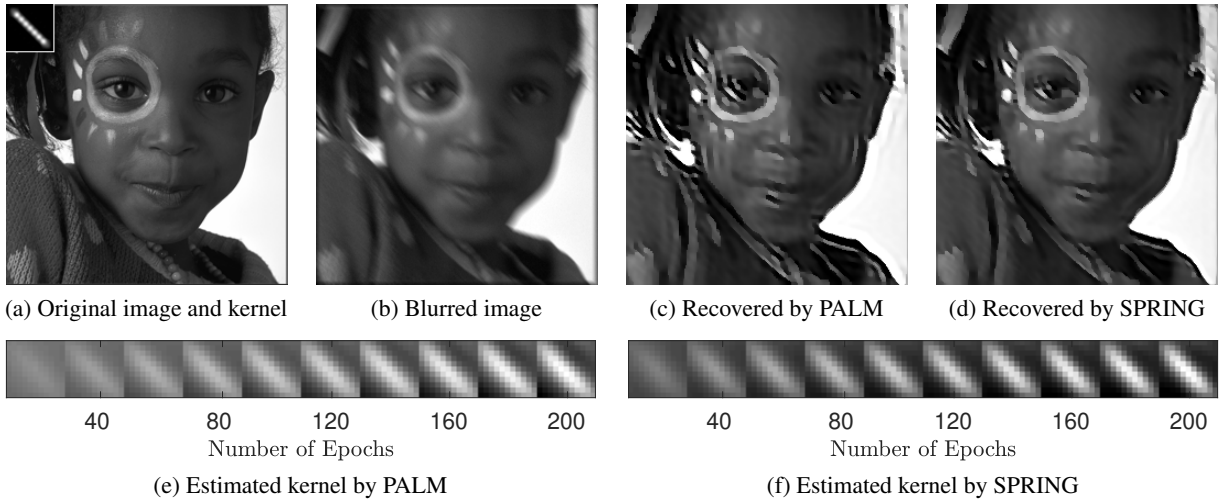 (a) Original image and kernel
(b) Blurred image
(c) Recovered by PALM
(d) Recovered by SPRING
40 80 120 160 200
Number of Epochs
(e) Estimated kernel by PALM
40 80 120 160 200
Number of Epochs
(f) Estimated kernel by SPRING